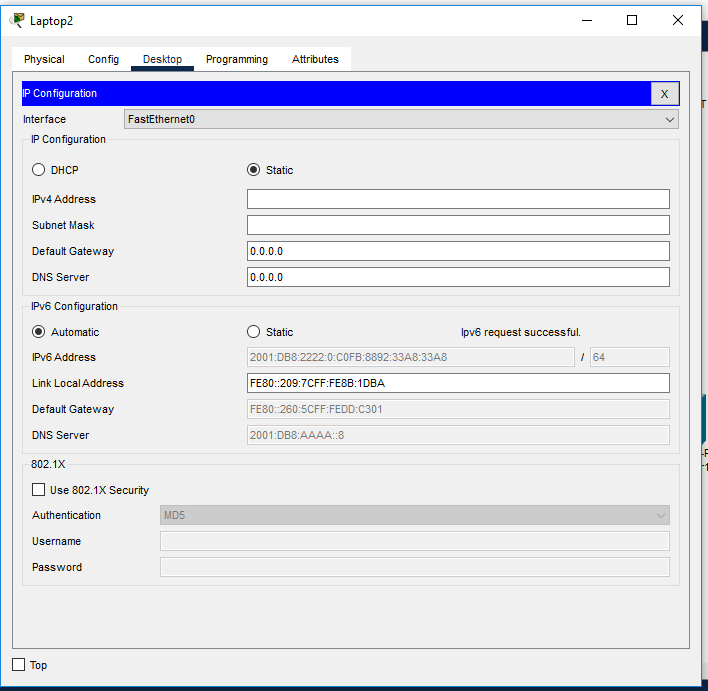 Laptop2
Physical Config Desktop Programming Attributes
IP Configuration X
Interface FastEthernet0
IP Configuration
DHCP Static
IPv4 Address
Subnet Mask
Default Gateway 0.0.0.0
DNS Server 0.0.0.0
IPv6 Configuration
Automatic Static Ipv6 request successful.
IPv6 Address 2001:DB8:2222:0:C0FB:8892:33A8:33A8 / 64
Link Local Address FE80::209:7CFF:FE8B:1DBA
Default Gateway FE80::260:5CFF:FEDD:C301
DNS Server 2001:DB8:AAAA::8
802.1X
Use 802.1X Security
Authentication MD5
Username
Password
Top